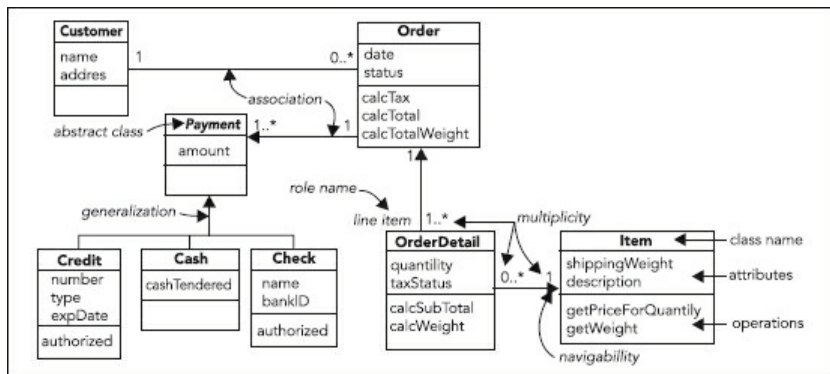 Customer
name
addres
1
0..*
Order
date
status
calcTax
calcTotal
calcTotalWeight
association
abstract class
Payment
amount
1..*
1
1
generalization
role name
line item
1..*
multiplicity
Credit
number
type
expDate
authorized
Cash
cashTendered
Check
name
bankID
authorized
OrderDetail
quantility
taxStatus
calcSubTotal
calcWeight
0..*
1
Item
shippingWeight
description
getPriceForQuantily
getWeight
class name
attributes
operations
navigabillity